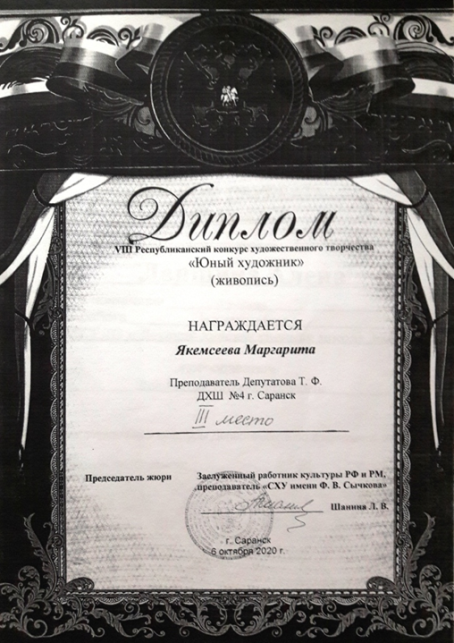 Диплом
VIII Республиканский конкурс художественного творчества
«Юный художник»
(живопись)
НАГРАЖДАЕТСЯ
Якемсеева Маргарита
Преподаватель Депутатова Т. Ф.
ДХШ №4 г. Саранск
III место
Председатель жюри Заслуженный работник культуры РФ и РМ,
преподаватель «СХУ имени Ф. В. Сычкова»
Шанина Л. В.
г. Саранск
6 октября 2020 г.